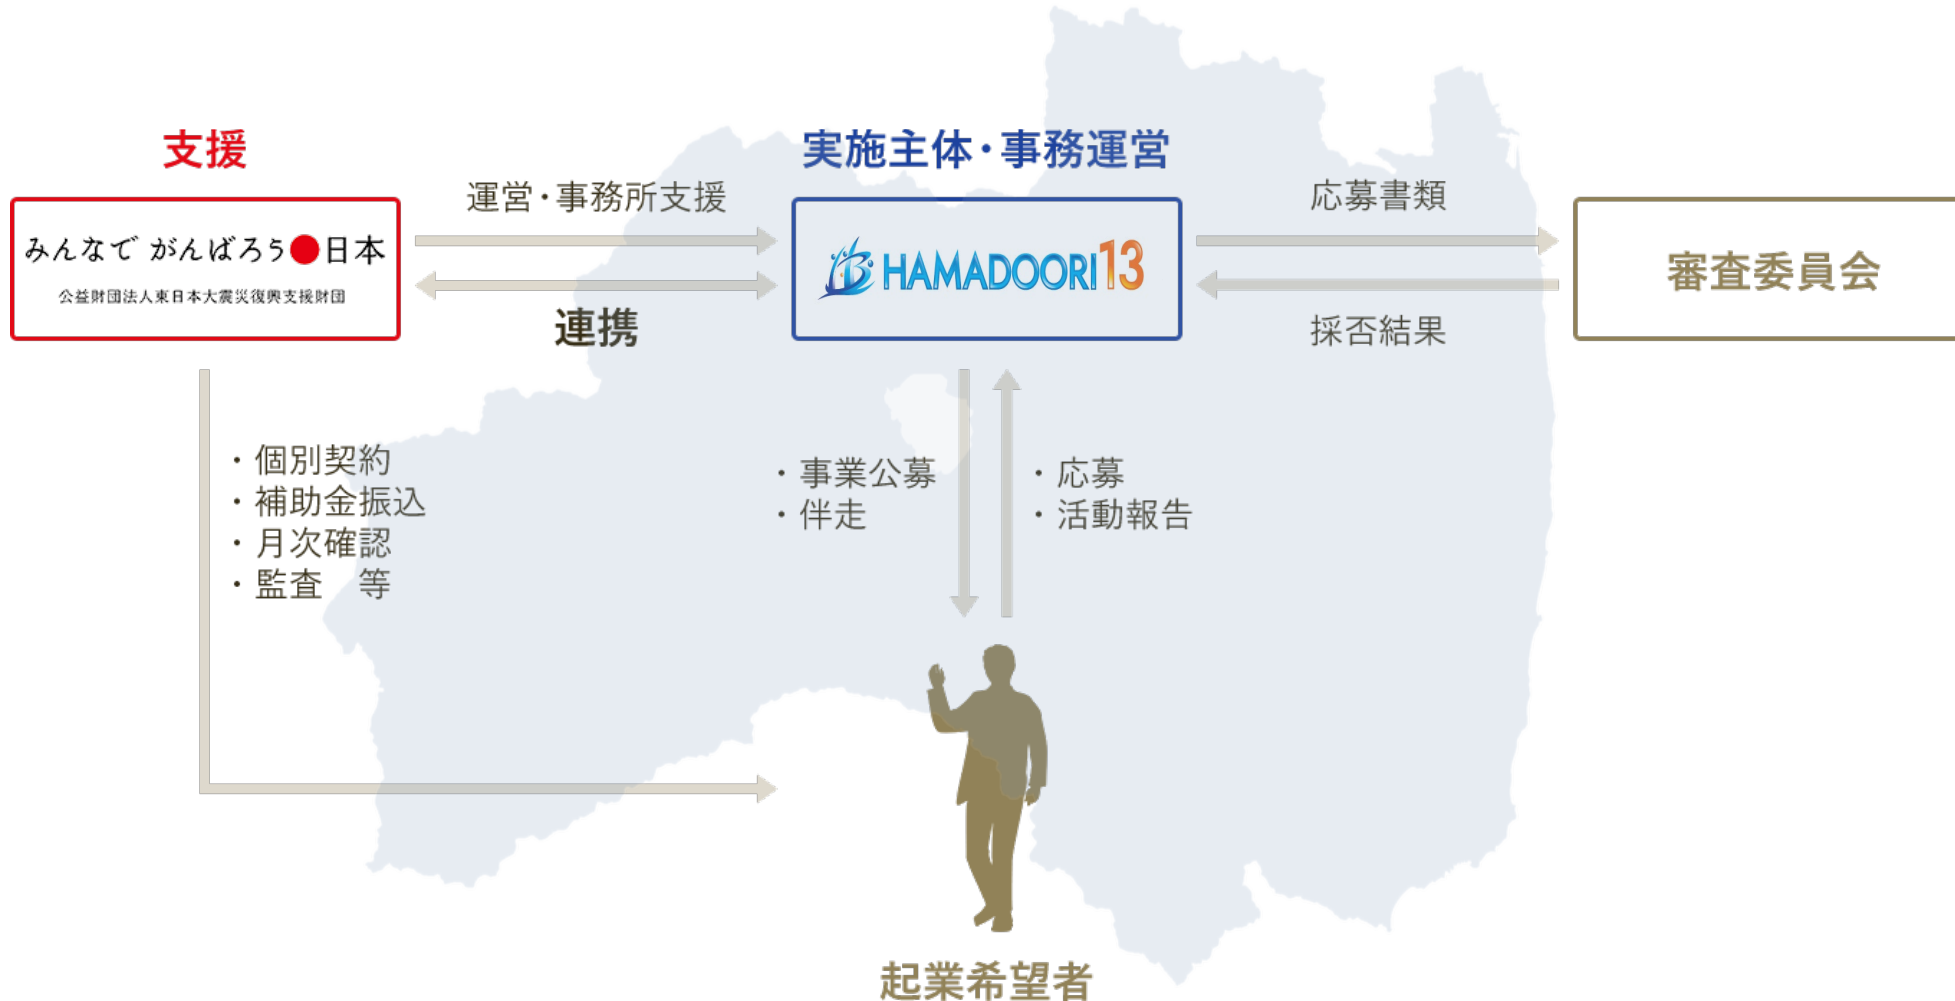 支援
みんなで がんばろう●日本
公益財団法人東日本大震災復興支援財団
運営・事務所支援
連携
実施主体・事務運営
HAMADOORI13
応募書類
採否結果
審査委員会
・個別契約
・補助金振込
・月次確認
・監査　等
・事業公募
・伴走
・応募
・活動報告
起業希望者